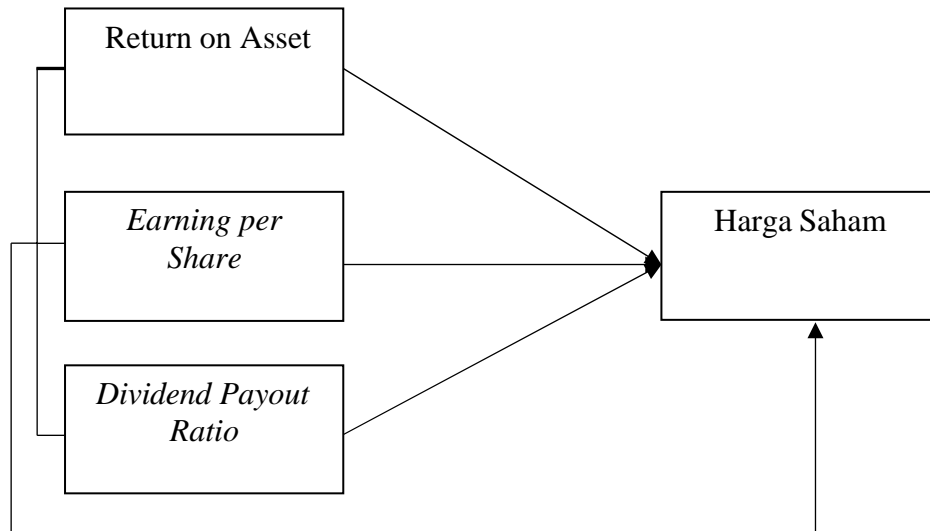 Return on Asset
Earning per
Share
Harga Saham
Dividend Payout
Ratio